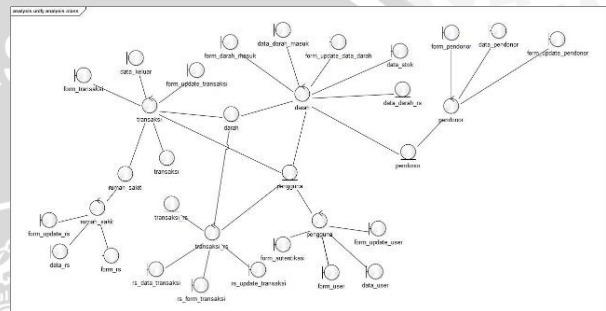 analysis unify analysis class
form_pendonor
data_pendonor
form_update_pendonor
data_darah_masuk
form_darah_masuk
form_update_data_darah
data_stok
data_keluar
form_transaksi
form_update_transaksi
data_darah_rs
transaksi
darah
darah
pendonor
pendonor
transaksi
rumah_sakit
pengguna
rumah_sakit
transaksi_rs
form_update_rs
data_rs
form_rs
transaksi_rs
pengguna
form_update_user
form_autentikasi
rs_data_transaksi
rs_form_transaksi
rs_update_transaksi
form_user
data_user